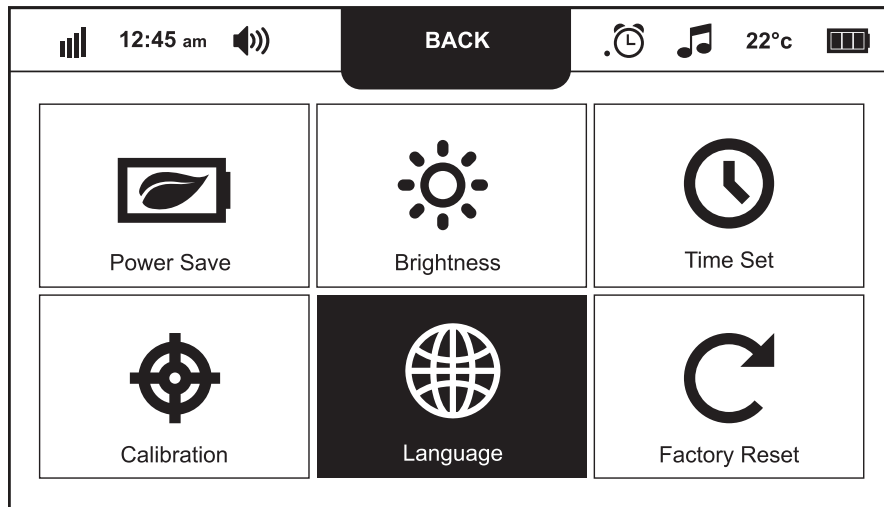 12:45 am BACK 22°c
Power Save Brightness Time Set
Calibration Language Factory Reset